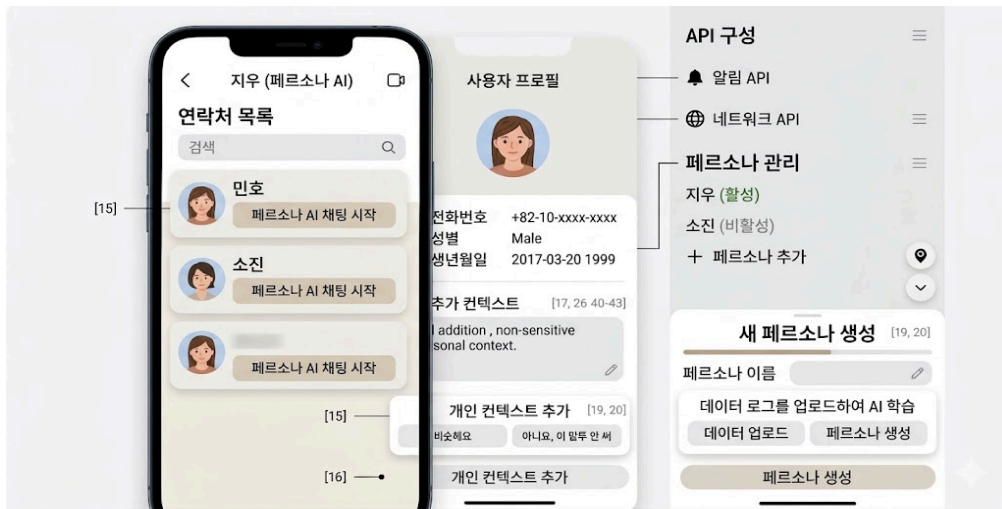 지우 (페르소나 AI)
연락처 목록
검색
민호
페르소나 AI 채팅 시작
[15]
소진
페르소나 AI 채팅 시작
페르소나 AI 채팅 시작
[15]
[16]
사용자 프로필
전화번호 +82-10-xxxx-xxxx
성별 Male
생년월일 2017-03-20 1999
추가 컨텍스트 [17, 26 40-43]
addition , non-sensitive
sonal context.
개인 컨텍스트 추가 [19, 20]
비슷헤요
아니요, 이 말투 안 써
개인 컨텍스트 추가
API 구성
알림 API
네트워크 API
페르소나 관리
지우 (활성)
소진 (비활성)
+ 페르소나 추가
새 페르소나 생성 [19, 20]
페르소나 이름
데이터 로그를 업로드하여 AI 학습
데이터 업로드
페르소나 생성
페르소나 생성